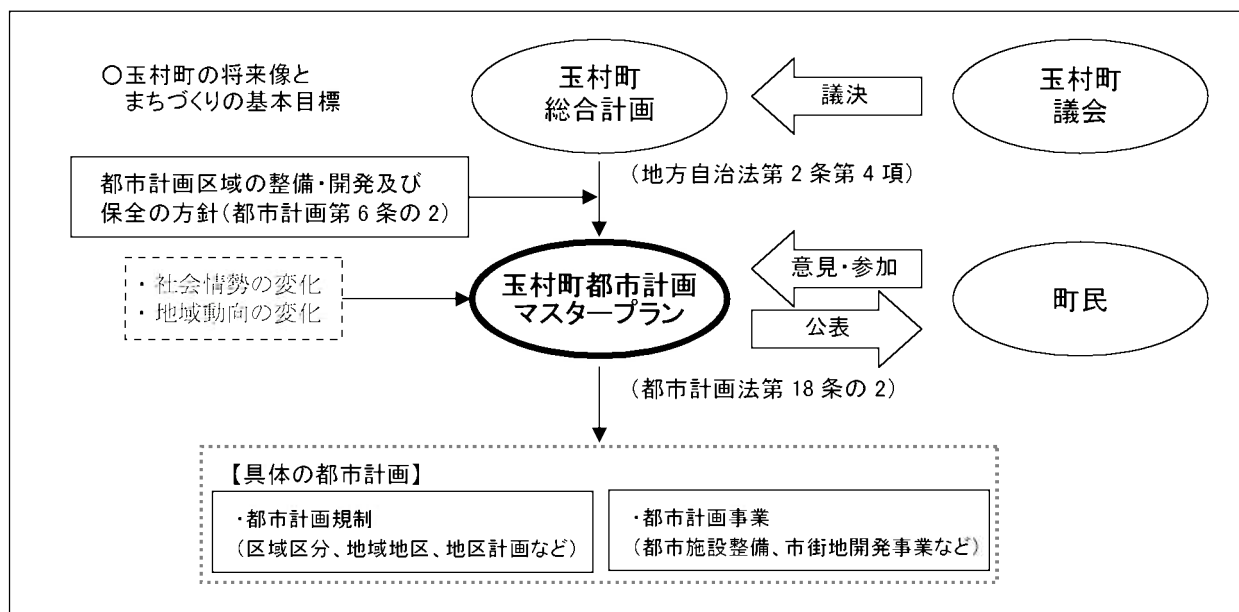 ○玉村町の将来像と
まちづくりの基本目標
玉村町
総合計画
議決
玉村町
議会
(地方自治法第2条第4項)
都市計画区域の整備・開発及び
保全の方針(都市計画第6条の2)
・社会情勢の変化
・地域動向の変化
玉村町都市計画
マスタープラン
意見・参加
公表
町民
(都市計画法第18条の2)
【具体の都市計画】
・都市計画規制
(区域区分、地域地区、地区計画など)
・都市計画事業
(都市施設整備、市街地開発事業など)